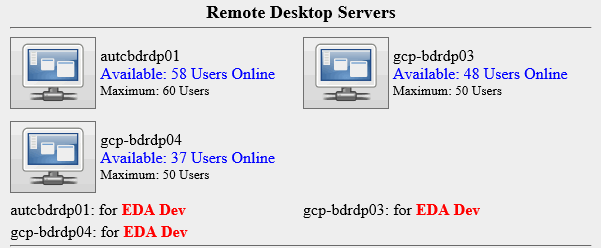 Remote Desktop Servers
autcbdrdp01
Available: 58 Users Online
Maximum: 60 Users
gcp-bdrdp03
Available: 48 Users Online
Maximum: 50 Users
gcp-bdrdp04
Available: 37 Users Online
Maximum: 50 Users
autcbdrdp01: for EDA Dev
gcp-bdrdp03: for EDA Dev
gcp-bdrdp04: for EDA Dev